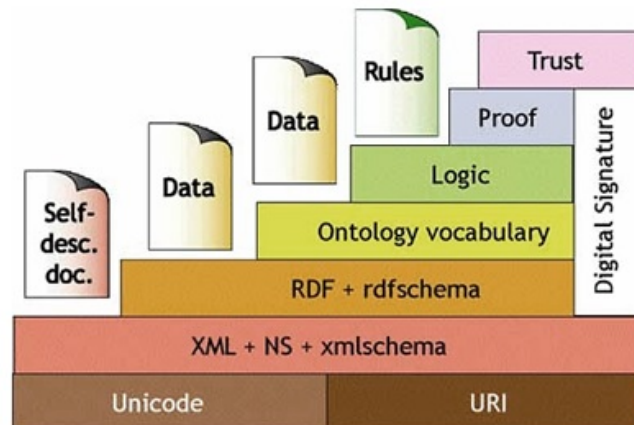 Rules
Trust
Data
Proof
Data
Logic
Self-
desc.
doc.
Ontology vocabulary
Digital Signature
RDF + rdfschema
XML + NS + xmlschema
Unicode
URI